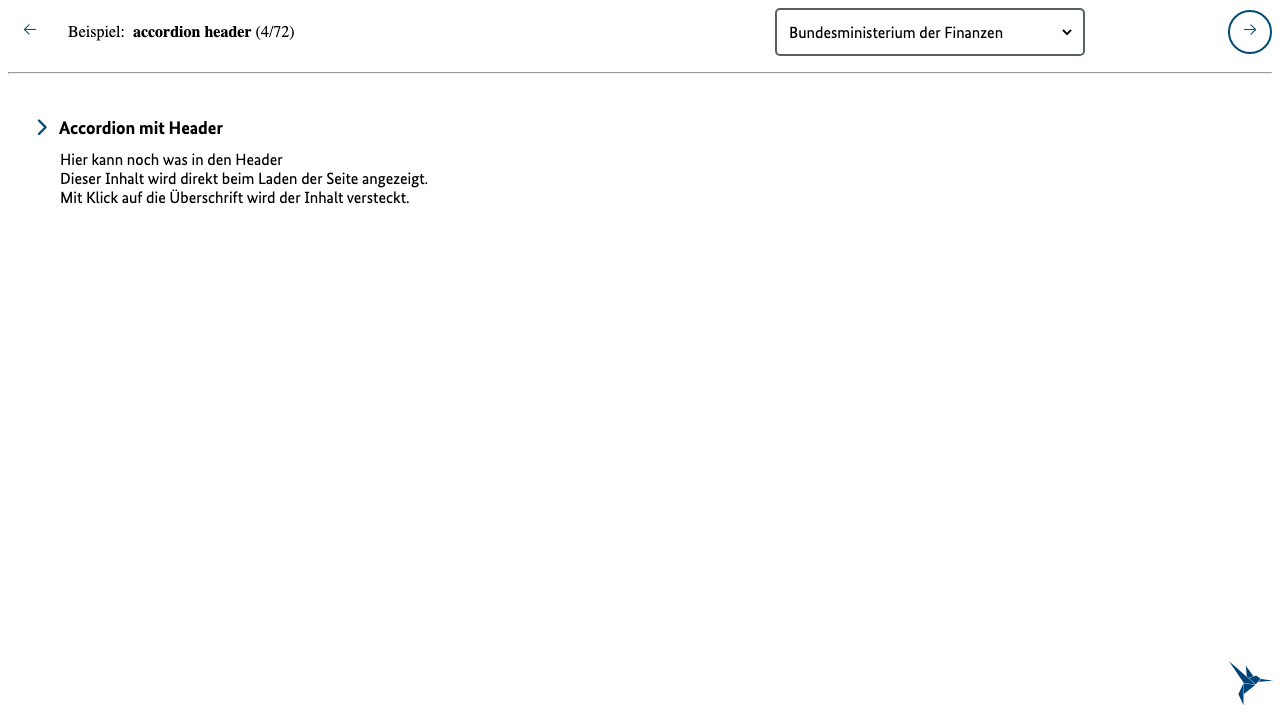 Beispiel: accordion header (4/72)
Bundesministerium der Finanzen
Accordion mit Header
Hier kann noch was in den Header
Dieser Inhalt wird direkt beim Laden der Seite angezeigt.
Mit Klick auf die Überschrift wird der Inhalt versteckt.